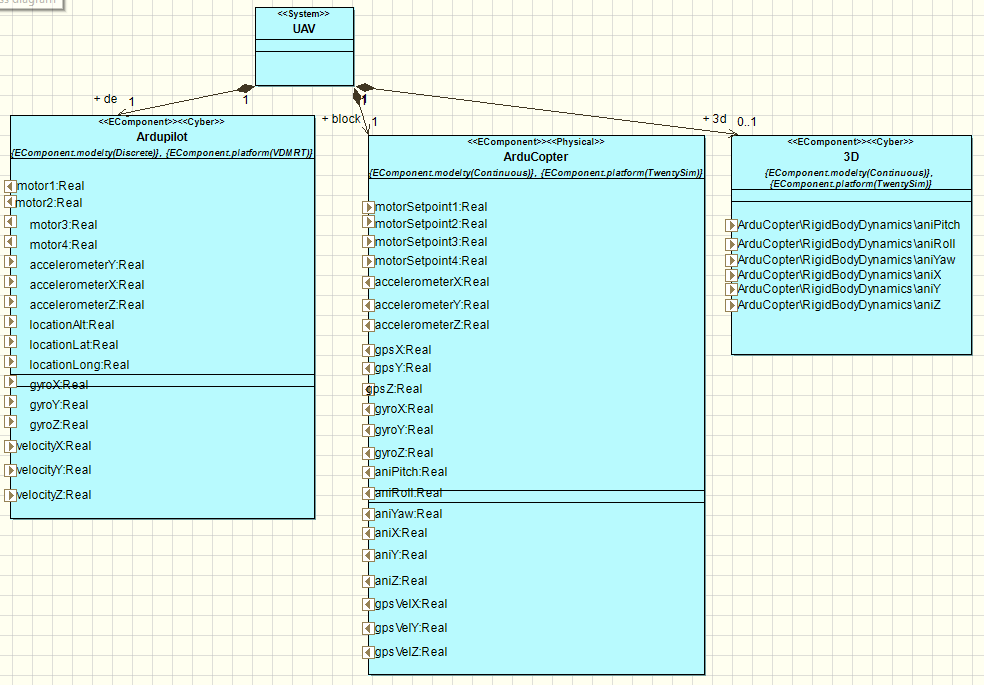 ss diagram
<<System>>
UAV
+ de
1
1
+ block
1
1
+ 3d
0..1
<<EComponent>><<Cyber>>
Ardupilot
{EComponent.modelty(Discrete)}, {EComponent.platform(VDMRT)}
motor1:Real
motor2:Real
motor3:Real
motor4:Real
accelerometerY:Real
accelerometerX:Real
accelerometerZ:Real
locationAlt:Real
locationLat:Real
locationLong:Real
gyroX:Real
gyroY:Real
gyroZ:Real
velocityX:Real
velocityY:Real
velocityZ:Real
<<EComponent>><<Physical>>
ArduCopter
{EComponent.modelty(Continuous)}, {EComponent.platform(TwentySim)}
motorSetpoint1:Real
motorSetpoint2:Real
motorSetpoint3:Real
motorSetpoint4:Real
accelerometerX:Real
accelerometerY:Real
accelerometerZ:Real
gpsX:Real
gpsY:Real
gpsZ:Real
gyroX:Real
gyroY:Real
gyroZ:Real
aniPitch:Real
aniRoll:Real
aniYaw:Real
aniX:Real
aniY:Real
aniZ:Real
gpsVelX:Real
gpsVelY:Real
gpsVelZ:Real
<<EComponent>><<Cyber>>
3D
{EComponent.modelty(Continuous)},
{EComponent.platform(TwentySim)}
ArduCopter\RigidBodyDynamics\aniPitch
ArduCopter\RigidBodyDynamics\aniRoll
ArduCopter\RigidBodyDynamics\aniYaw
ArduCopter\RigidBodyDynamics\aniX
ArduCopter\RigidBodyDynamics\aniY
ArduCopter\RigidBodyDynamics\aniZ